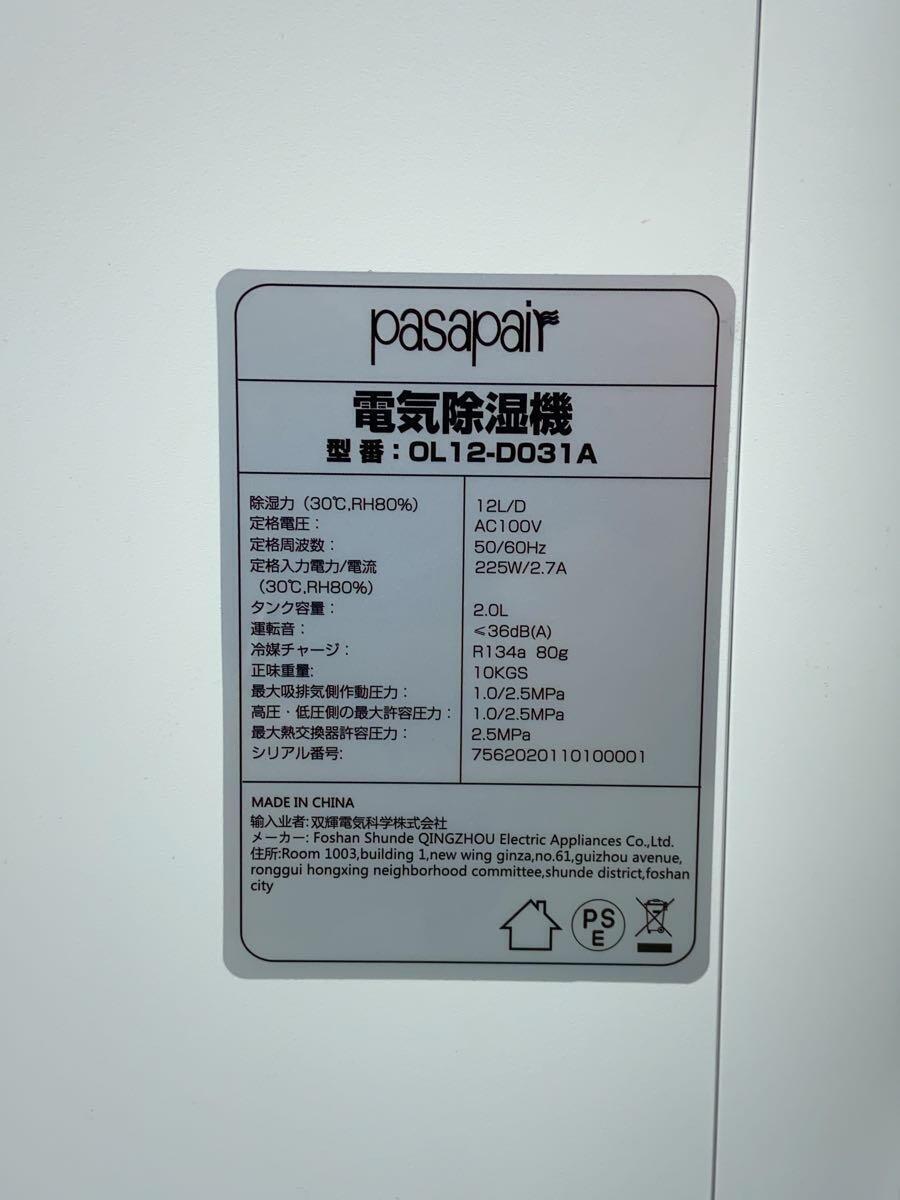 pasapair
電気除湿機
型番：OL12-D031A
除湿力（30℃,RH80%） 12L/D
定格電圧： AC100V
定格周波数： 50/60Hz
定格入力電力/電流 225W/2.7A
（30℃,RH80%）
タンク容量： 2.0L
運転音： ≤36dB(A)
冷媒チャージ： R134a 80g
正味重量: 10KGS
最大吸排気側作動圧力： 1.0/2.5MPa
高圧・低圧側の最大許容圧力： 1.0/2.5MPa
最大熱交換器許容圧力： 2.5MPa
シリアル番号: 7562020110100001
MADE IN CHINA
输入业者:双輝電気科学株式会社
メーカー: Foshan Shunde QINGZHOU Electric Appliances Co.,Ltd.
住所:Room 1003,building 1,new wing ginza,no.61,guizhou avenue,
ronggui hongxing neighborhood committee,shunde district,foshan
city
PS
E